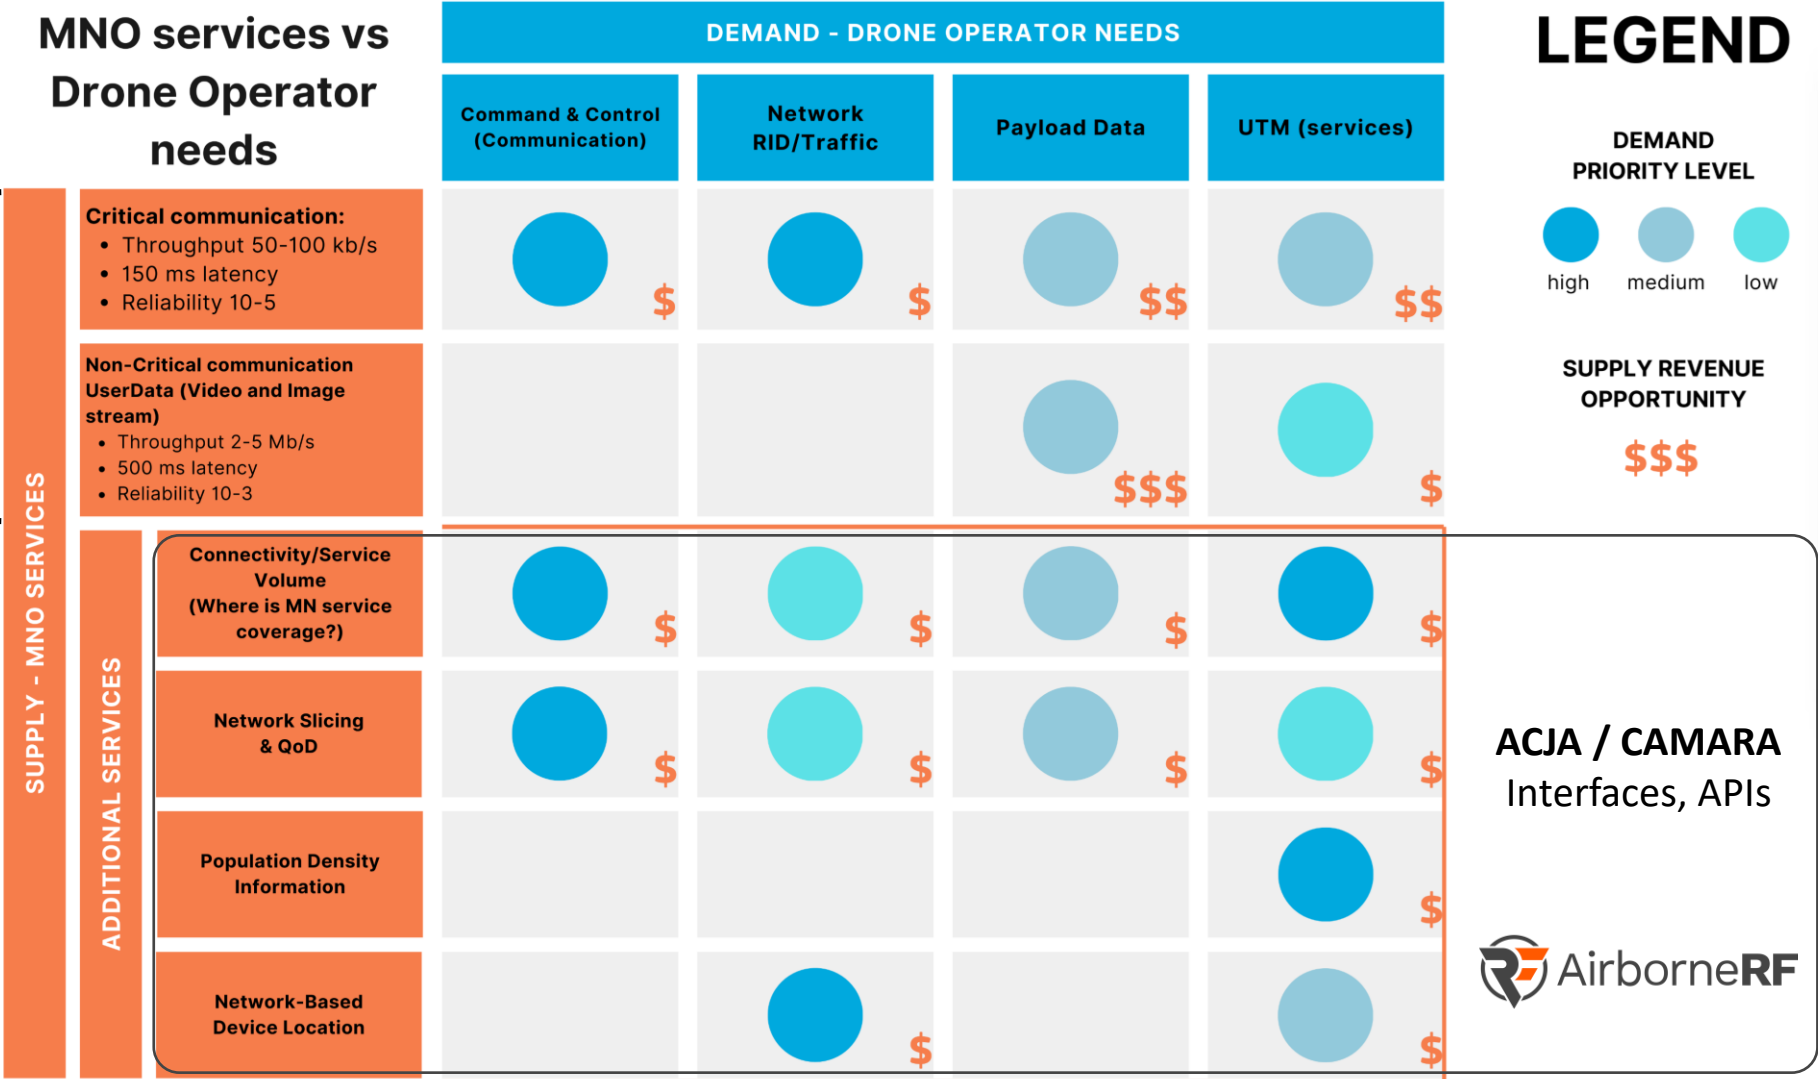 MNO services vs
Drone Operator
needs
DEMAND - DRONE OPERATOR NEEDS
LEGEND
Command & Control
(Communication)
Network
RID/Traffic
Payload Data
UTM (services)
DEMAND
PRIORITY LEVEL
high
medium
low
SUPPLY REVENUE
OPPORTUNITY
$$$
SUPPLY - MNO SERVICES
Critical communication:
• Throughput 50-100 kb/s
• 150 ms latency
• Reliability 10-5
$
$
$$
$$
Non-Critical communication
UserData (Video and Image
stream)
• Throughput 2-5 Mb/s
• 500 ms latency
• Reliability 10-3
$$$
$
ADDITIONAL SERVICES
Connectivity/Service
Volume
(Where is MN service
coverage?)
$
$
$
$
Network Slicing
& QoD
$
$
$
$
Population Density
Information
$
Network-Based
Device Location
$
$
ACJA / CAMARA
Interfaces, APIs
RF AirborneRF